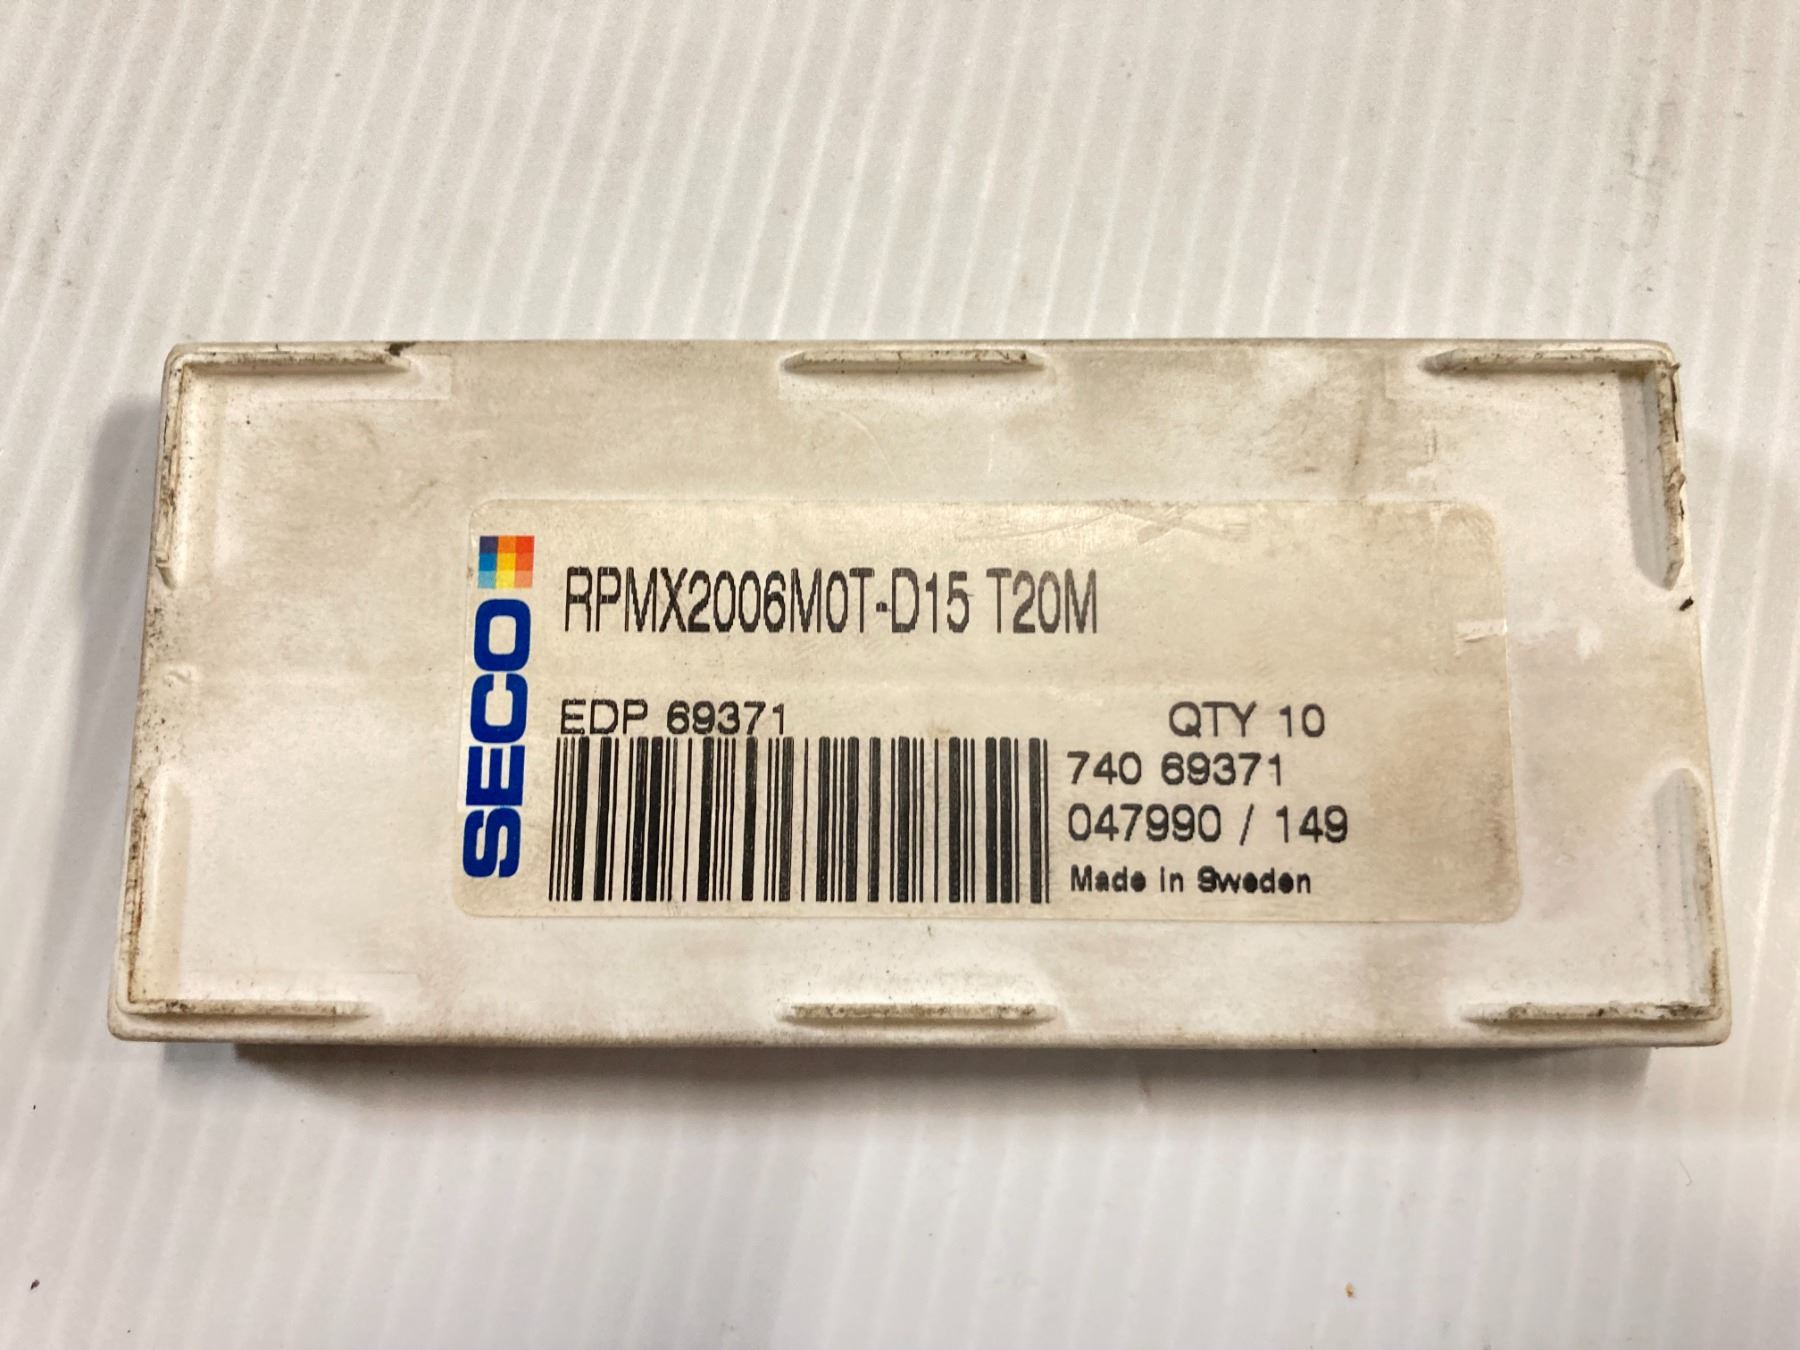 SECO
RPMX2006M0T-D15 T20M
EDP 69371
QTY 10
740 69371
047990 / 149
Made in Sweden